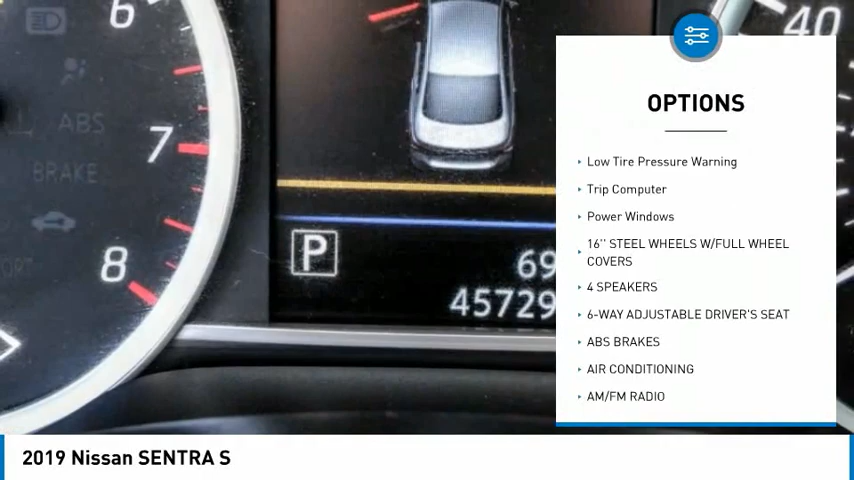 6
7
8
ABS
BRAKE
P
69
45729
40
OPTIONS
Low Tire Pressure Warning
Trip Computer
Power Windows
16'' STEEL WHEELS W/FULL WHEEL
COVERS
4 SPEAKERS
6-WAY ADJUSTABLE DRIVER'S SEAT
ABS BRAKES
AIR CONDITIONING
AM/FM RADIO
2019 Nissan SENTRA S